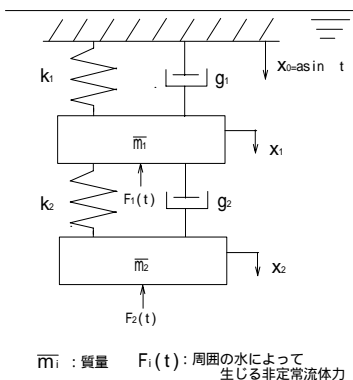 x₀=asin t
k₁
g₁
m̅₁
x₁
F₁(t)
k₂
g₂
m̅₂
x₂
F₂(t)
m̅ᵢ :質量 Fᵢ(t):周囲の水によって
生じる非定常流体力